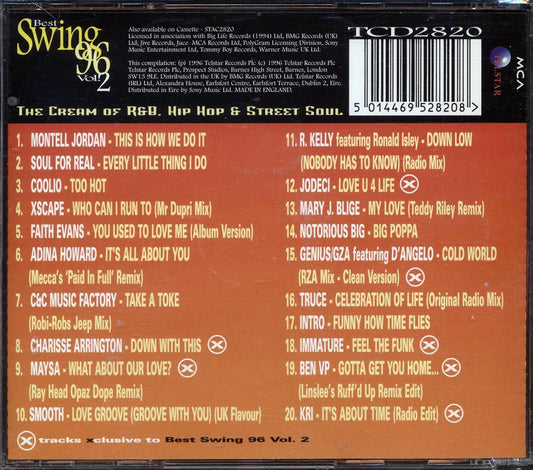 Best
Swing
96
Vol.
2
Also available on Cassette - STAC2820
Licensed in association with Big Life Records (1994) Ltd, BMG Records (UK)
Ltd, Jive Records, Juce MCA Records Ltd, PolyGram Licensing Division, Sony
Music Entertainment Ltd, Tommy Boy Records, Warner Music UK Ltd.
This compilation: (p) 1996 Telstar Records Plc (c) 1996 Telstar Records
Plc. Telstar Records Plc, Prospect Studios, Barnes High Street, Barnes, London
SW13 9LE. Distributed in the UK by BMG Records (UK) Ltd. Telstar Records
(IRL) Ltd, Alexandra House, Earlsfort Centre, Earlsfort Terrace, Dublin 2, Eire.
Distributed in Eire by Sony Music Ltd. MADE IN ENGLAND.
TCD2820
5 014469 528208 >
TELSTAR
MCA
The Cream of R&B, Hip Hop & Street Soul
1. MONTELL JORDAN - THIS IS HOW WE DO IT
2. SOUL FOR REAL - EVERY LITTLE THING I DO
3. COOLIO - TOO HOT
4. XSCAPE - WHO CAN I RUN TO (Mr Dupri Mix)
5. FAITH EVANS - YOU USED TO LOVE ME (Album Version)
6. ADINA HOWARD - IT'S ALL ABOUT YOU
(Mecca's 'Paid In Full' Remix)
7. C&C MUSIC FACTORY - TAKE A TOKE
(Robi-Robs Jeep Mix)
8. CHARISSE ARRINGTON - DOWN WITH THIS X
9. MAYSA - WHAT ABOUT OUR LOVE? X
(Ray Head Opaz Dope Remix)
10. SMOOTH - LOVE GROOVE (GROOVE WITH YOU) (UK Flavour)
11. R. KELLY featuring Ronald Isley - DOWN LOW
(NOBODY HAS TO KNOW) (Radio Mix)
12. JODECI - LOVE U 4 LIFE X
13. MARY J. BLIGE - MY LOVE (Teddy Riley Remix)
14. NOTORIOUS BIG - BIG POPPA
15. GENIUS/GZA featuring D'ANGELO - COLD WORLD
(RZA Mix - Clean Version) X
16. TRUCE - CELEBRATION OF LIFE (Original Radio Mix)
17. INTRO - FUNNY HOW TIME FLIES
18. IMMATURE - FEEL THE FUNK X
19. BEN VP - GOTTA GET YOU HOME... X
(Linslee's Ruff'd Up Remix Edit)
20. KRI - IT'S ABOUT TIME (Radio Edit) X
X tracks xclusive to Best Swing 96 Vol. 2